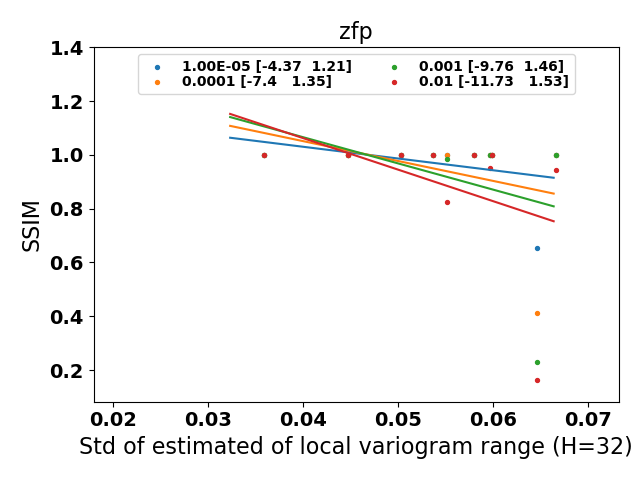 zfp
1.00E-05 [-4.37  1.21]
0.0001 [-7.4   1.35]
0.001 [-9.76  1.46]
0.01 [-11.73   1.53]
SSIM
1.4
1.2
1.0
0.8
0.6
0.4
0.2
0.02 0.03 0.04 0.05 0.06 0.07
Std of estimated of local variogram range (H=32)